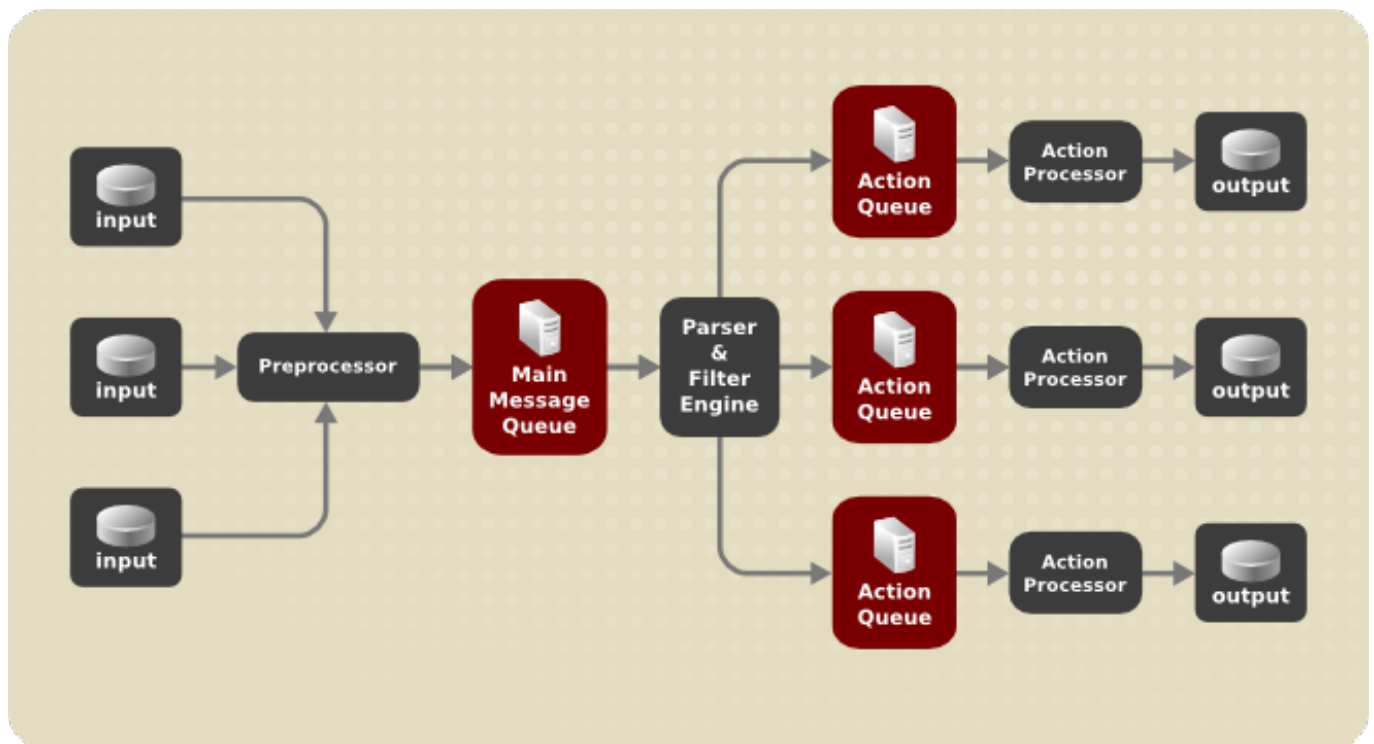 input
input
input
Preprocessor
Main
Message
Queue
Parser
&
Filter
Engine
Action
Queue
Action
Processor
output
Action
Queue
Action
Processor
output
Action
Queue
Action
Processor
output